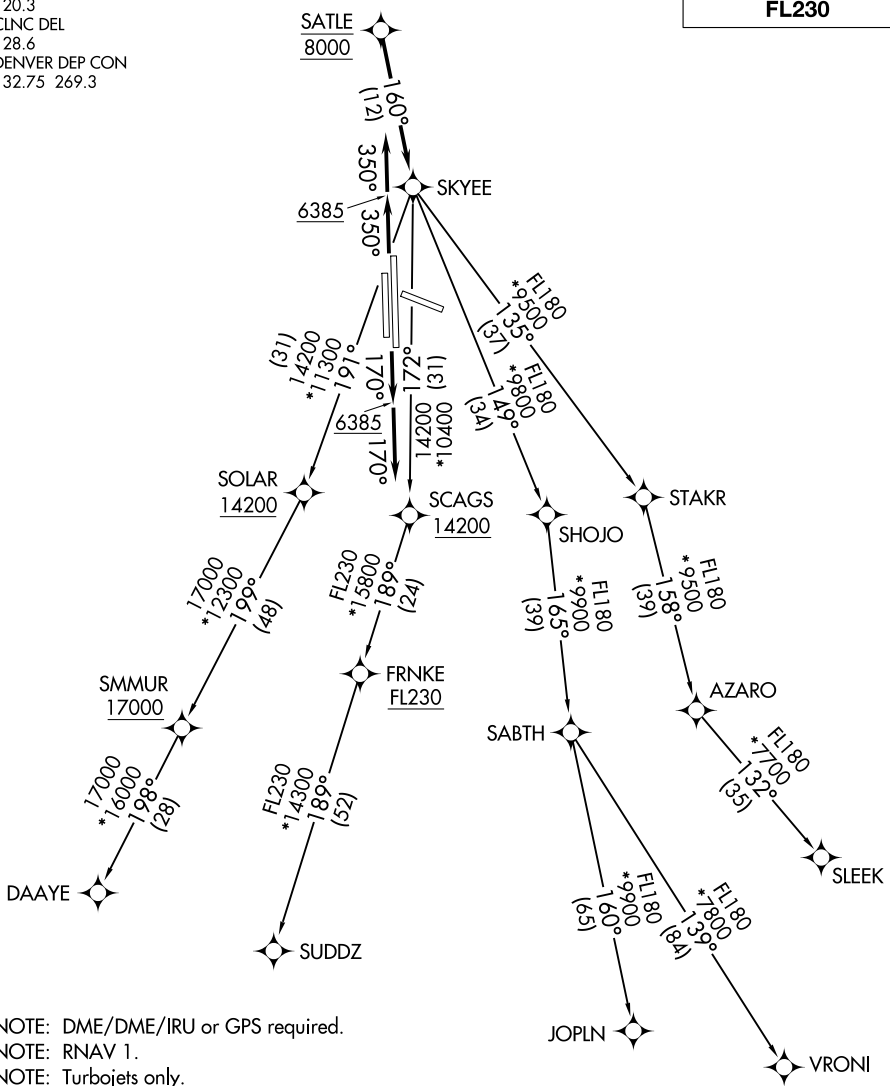 20.3
CLNC DEL
28.6
DENVER DEP CON
32.75 269.3
FL230
SATLE
8000
160°
(12)
SKYEE
350°
6385
350°
FL180
*9500
135°
(37)
(31)
14200
*11300
191°
170°
172°
(31)
FL180
*9800
149°
(34)
6385
170°
14200
*10400
SOLAR
14200
SCAGS
14200
SHOJO
STAKR
17000
*12300
199°
(48)
FL230
*15800
189°
(24)
FL180
*9900
165°
(39)
FL180
*9500
158°
(39)
SMMUR
17000
FRNKE
FL230
SABTH
AZARO
17000
*16000
198°
(28)
FL230
*14300
189°
(52)
FL180
*7700
132°
(35)
DAAYE
SUDDZ
SLEEK
FL180
*9900
160°
(65)
FL180
*7800
139°
(84)
JOPLN
VRONI
NOTE: DME/DME/IRU or GPS required.
NOTE: RNAV 1.
NOTE: Turbojets only.